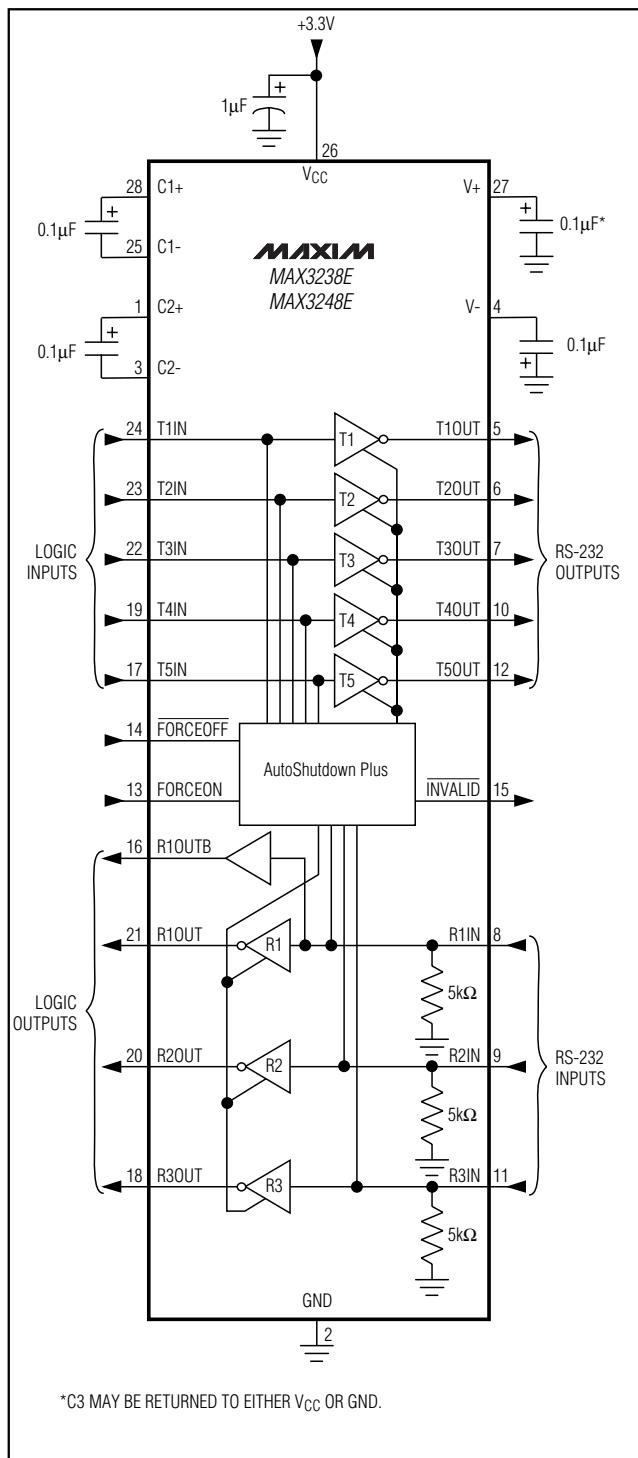 +3.3V
1µF
+
26
VCC
28 C1+
V+ 27
0.1µF
+
+
0.1µF*
25 C1-
MAXIM
MAX3238E
MAX3248E
1 C2+
V- 4
0.1µF
+
0.1µF
+
3 C2-
24 T1IN T1 T1OUT 5
23 T2IN T2 T2OUT 6
LOGIC
INPUTS
22 T3IN T3 T3OUT 7
RS-232
OUTPUTS
19 T4IN T4 T4OUT 10
17 T5IN T5 T5OUT 12
14 FORCEOFF
AutoShutdown Plus
13 FORCEON
INVALID 15
16 R1OUTB
21 R1OUT R1 R1IN 8
5kΩ
LOGIC
OUTPUTS
20 R2OUT R2 R2IN 9
RS-232
INPUTS
5kΩ
18 R3OUT R3 R3IN 11
5kΩ
GND
2
*C3 MAY BE RETURNED TO EITHER VCC OR GND.